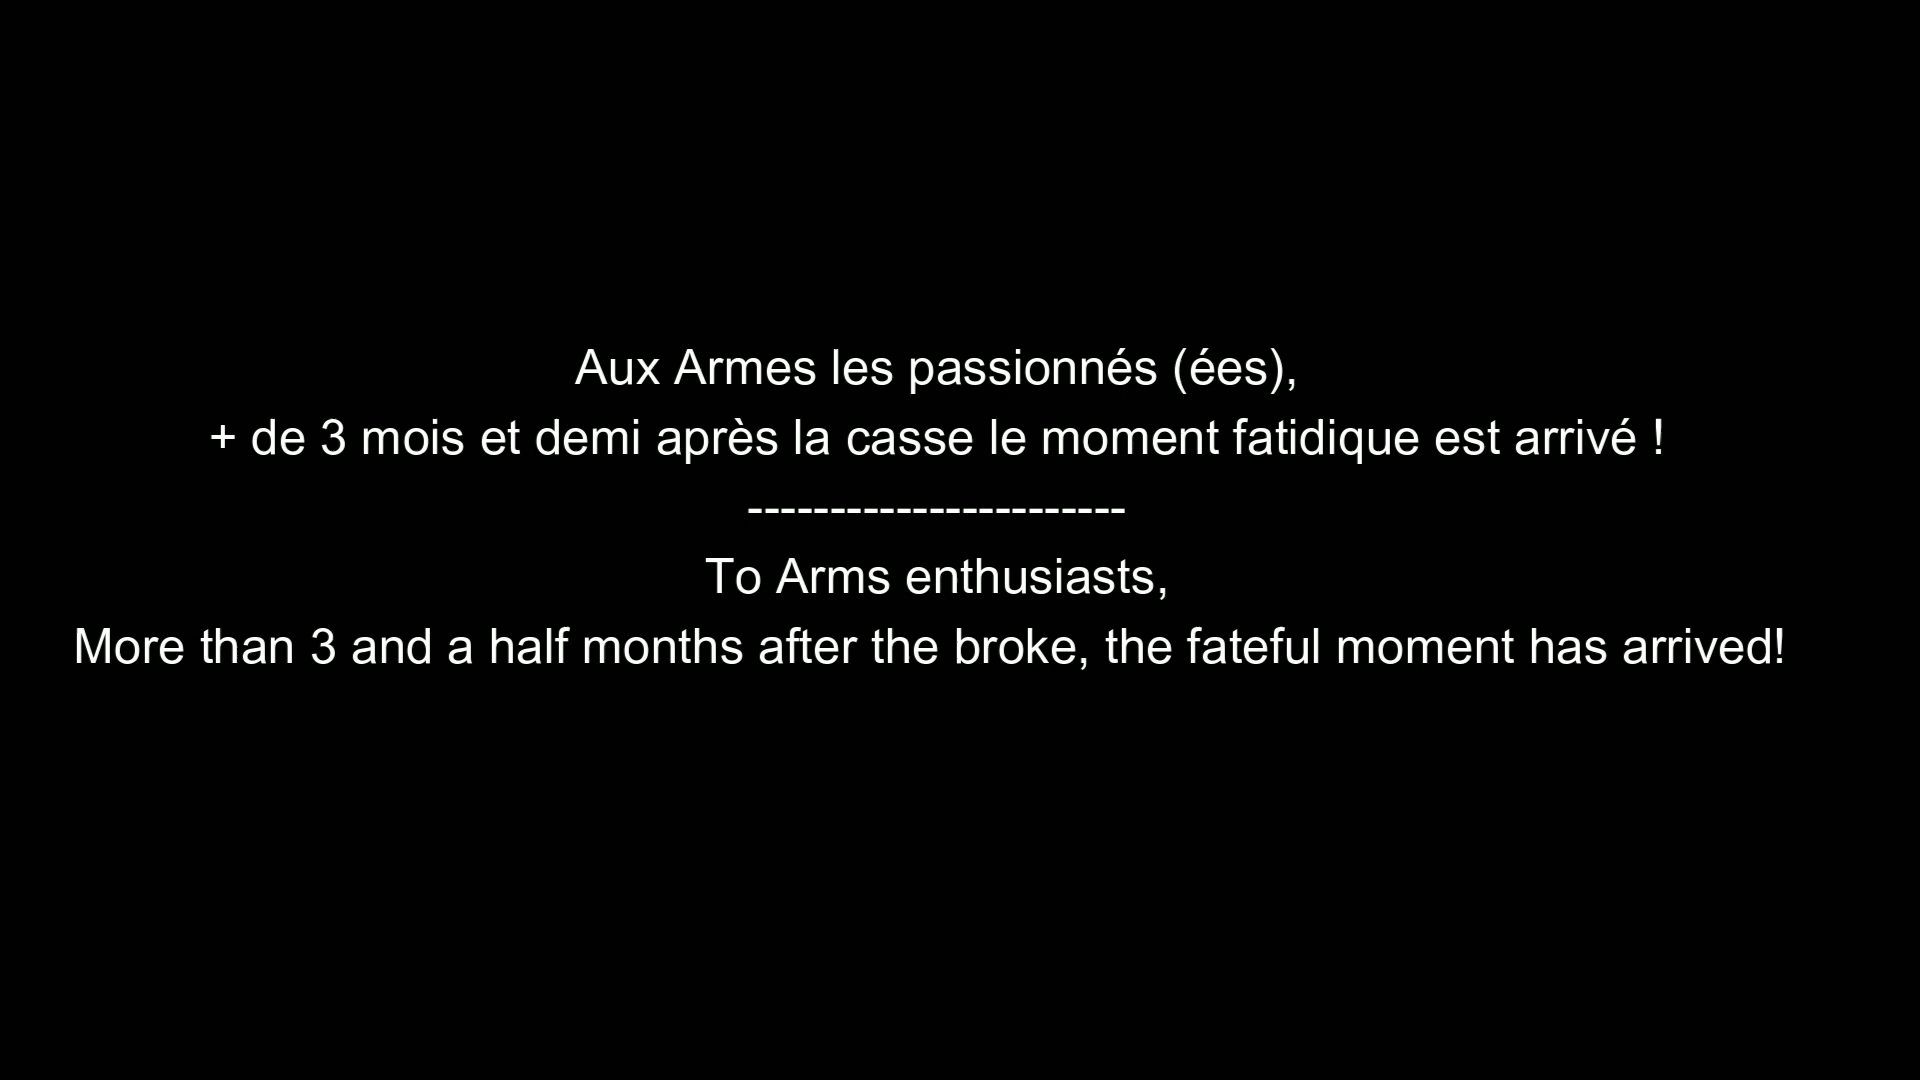 Aux Armes les passionnés (ées),
+ de 3 mois et demi après la casse le moment fatidique est arrivé !
-----------------------
To Arms enthusiasts,
More than 3 and a half months after the broke, the fateful moment has arrived!